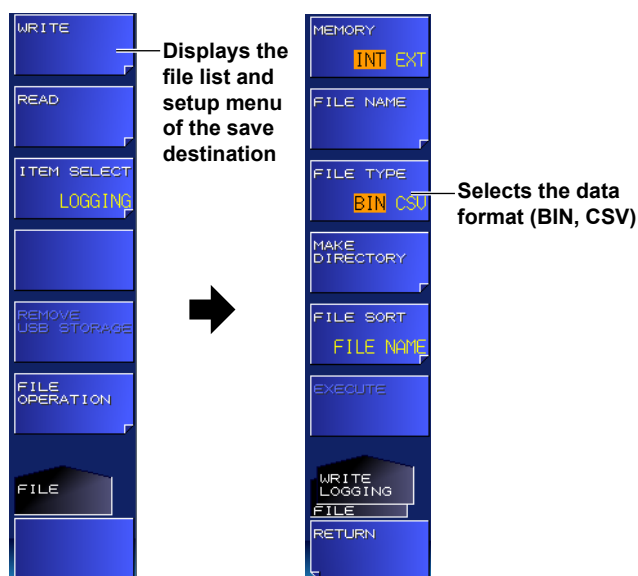 WRITE
Displays the
file list and
setup menu
of the save
destination
READ
ITEM SELECT
LOGGING
REMOVE
USB STORAGE
FILE
OPERATION
FILE
MEMORY
INT EXT
FILE NAME
FILE TYPE
BIN CSV
Selects the data
format (BIN, CSV)
MAKE
DIRECTORY
FILE SORT
FILE NAME
EXECUTE
WRITE
LOGGING
FILE
RETURN